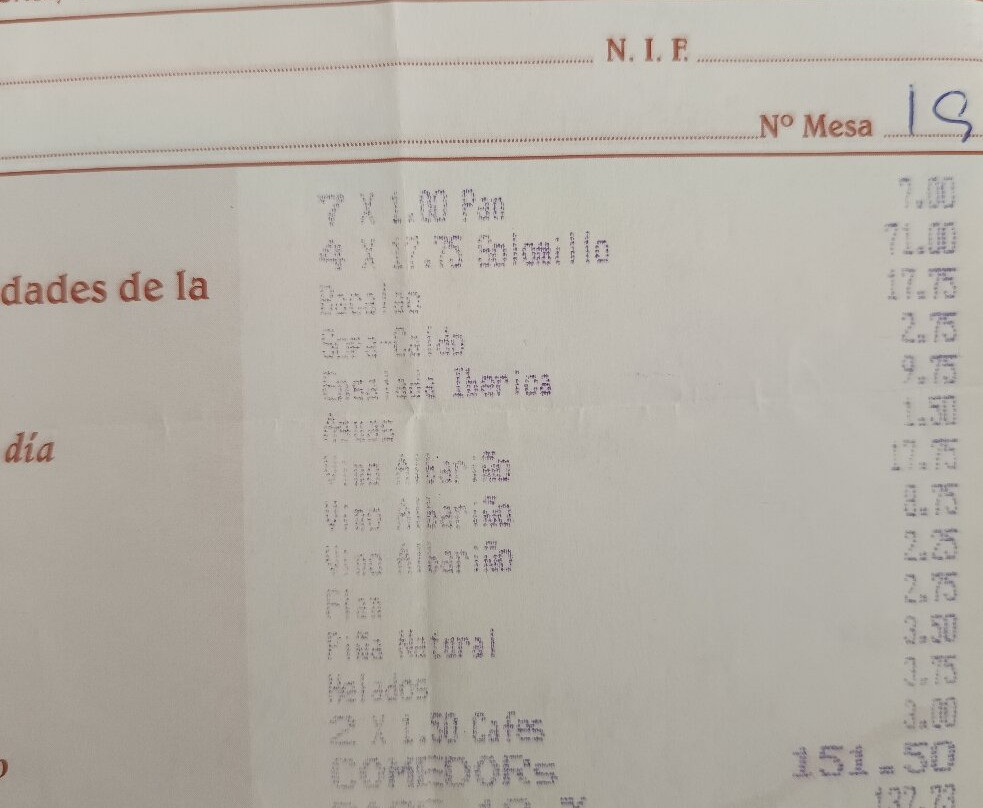 N. I. F.
Nº Mesa
7 X 1.00 Pan 7.00
4 X 17.75 Solomillo 71.00
dades de la
Bacalao 17.75
Sopa-Caldo 2.75
Ensalada Iberica 9.75
Aguas 1.50
día
Vino Albariño 17.75
Vino Albariño 8.75
Vino Albariño 2.25
Flan 2.75
Piña Natural 3.50
Helados 3.75
2 X 1.50 Cafes 3.00
COMEDORs 151.50